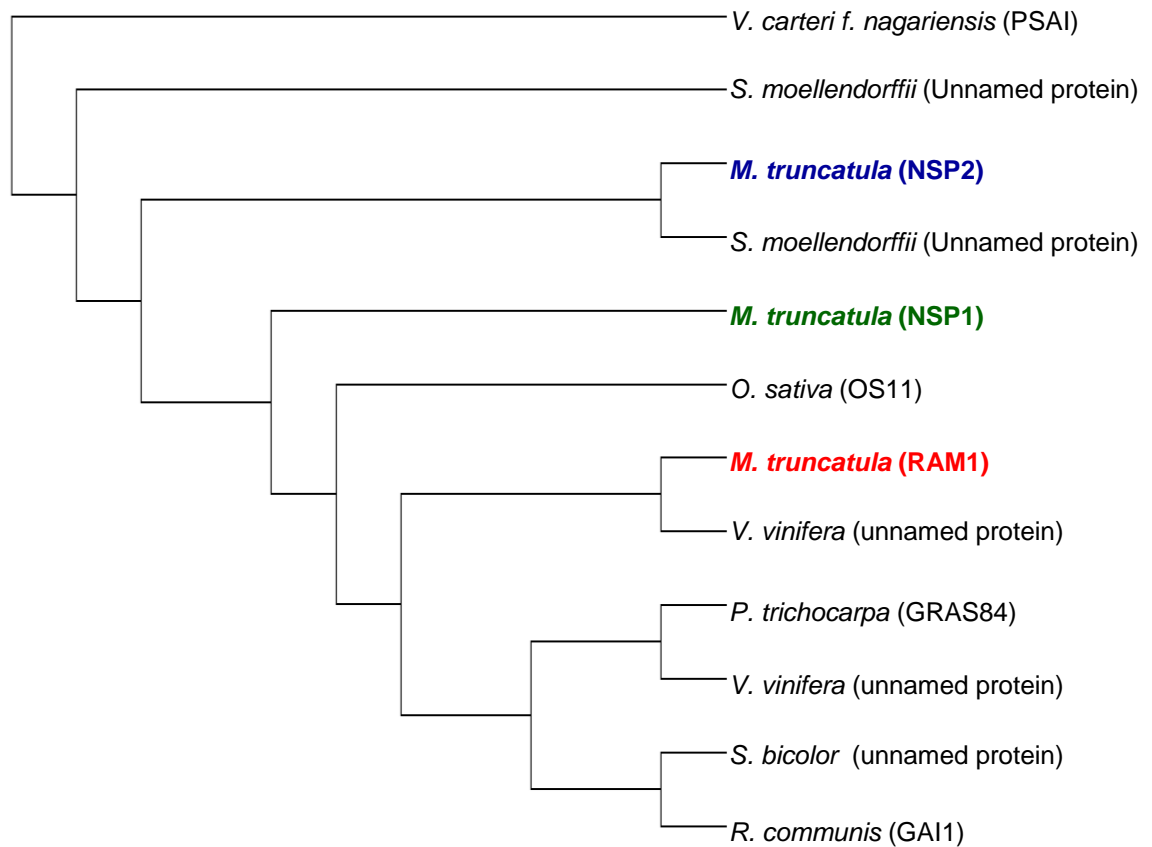 V. carteri f. nagariensis (PSAI)
S. moellendorffii (Unnamed protein)
M. truncatula (NSP2)
S. moellendorffii (Unnamed protein)
M. truncatula (NSP1)
O. sativa (OS11)
M. truncatula (RAM1)
V. vinifera (unnamed protein)
P. trichocarpa (GRAS84)
V. vinifera (unnamed protein)
S. bicolor (unnamed protein)
R. communis (GAI1)